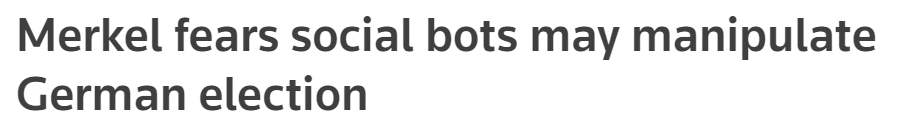 Merkel fears social bots may manipulate
German election